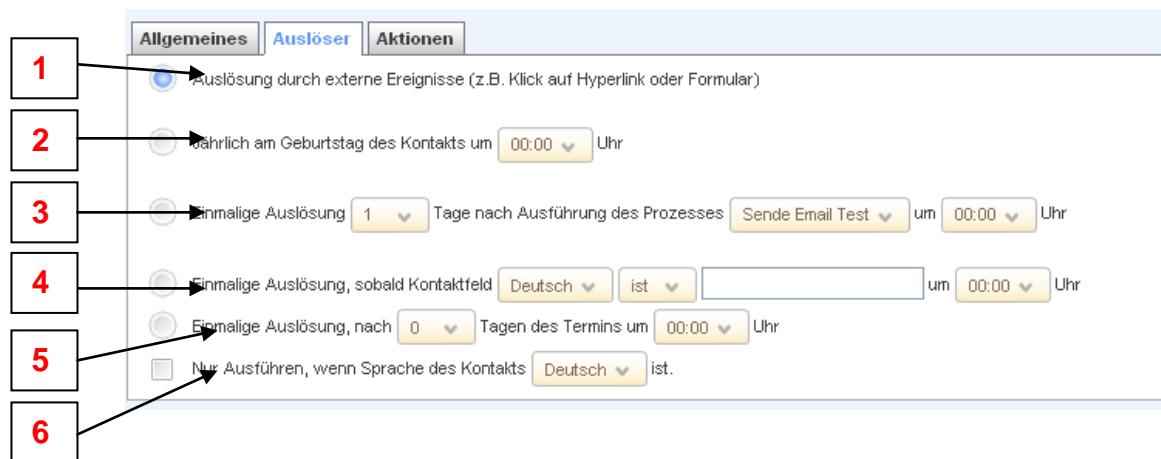 Allgemeines Auslöser Aktionen
1 Auslösung durch externe Ereignisse (z.B. Klick auf Hyperlink oder Formular)
2 Jährlich am Geburtstag des Kontakts um 00:00 Uhr
3 Einmalige Auslösung 1 Tage nach Ausführung des Prozesses Sende Email Test um 00:00 Uhr
4 Einmalige Auslösung, sobald Kontaktfeld Deutsch ist um 00:00 Uhr
5 Einmalige Auslösung, nach 0 Tagen des Termins um 00:00 Uhr
6 Nur Ausführen, wenn Sprache des Kontakts Deutsch ist.